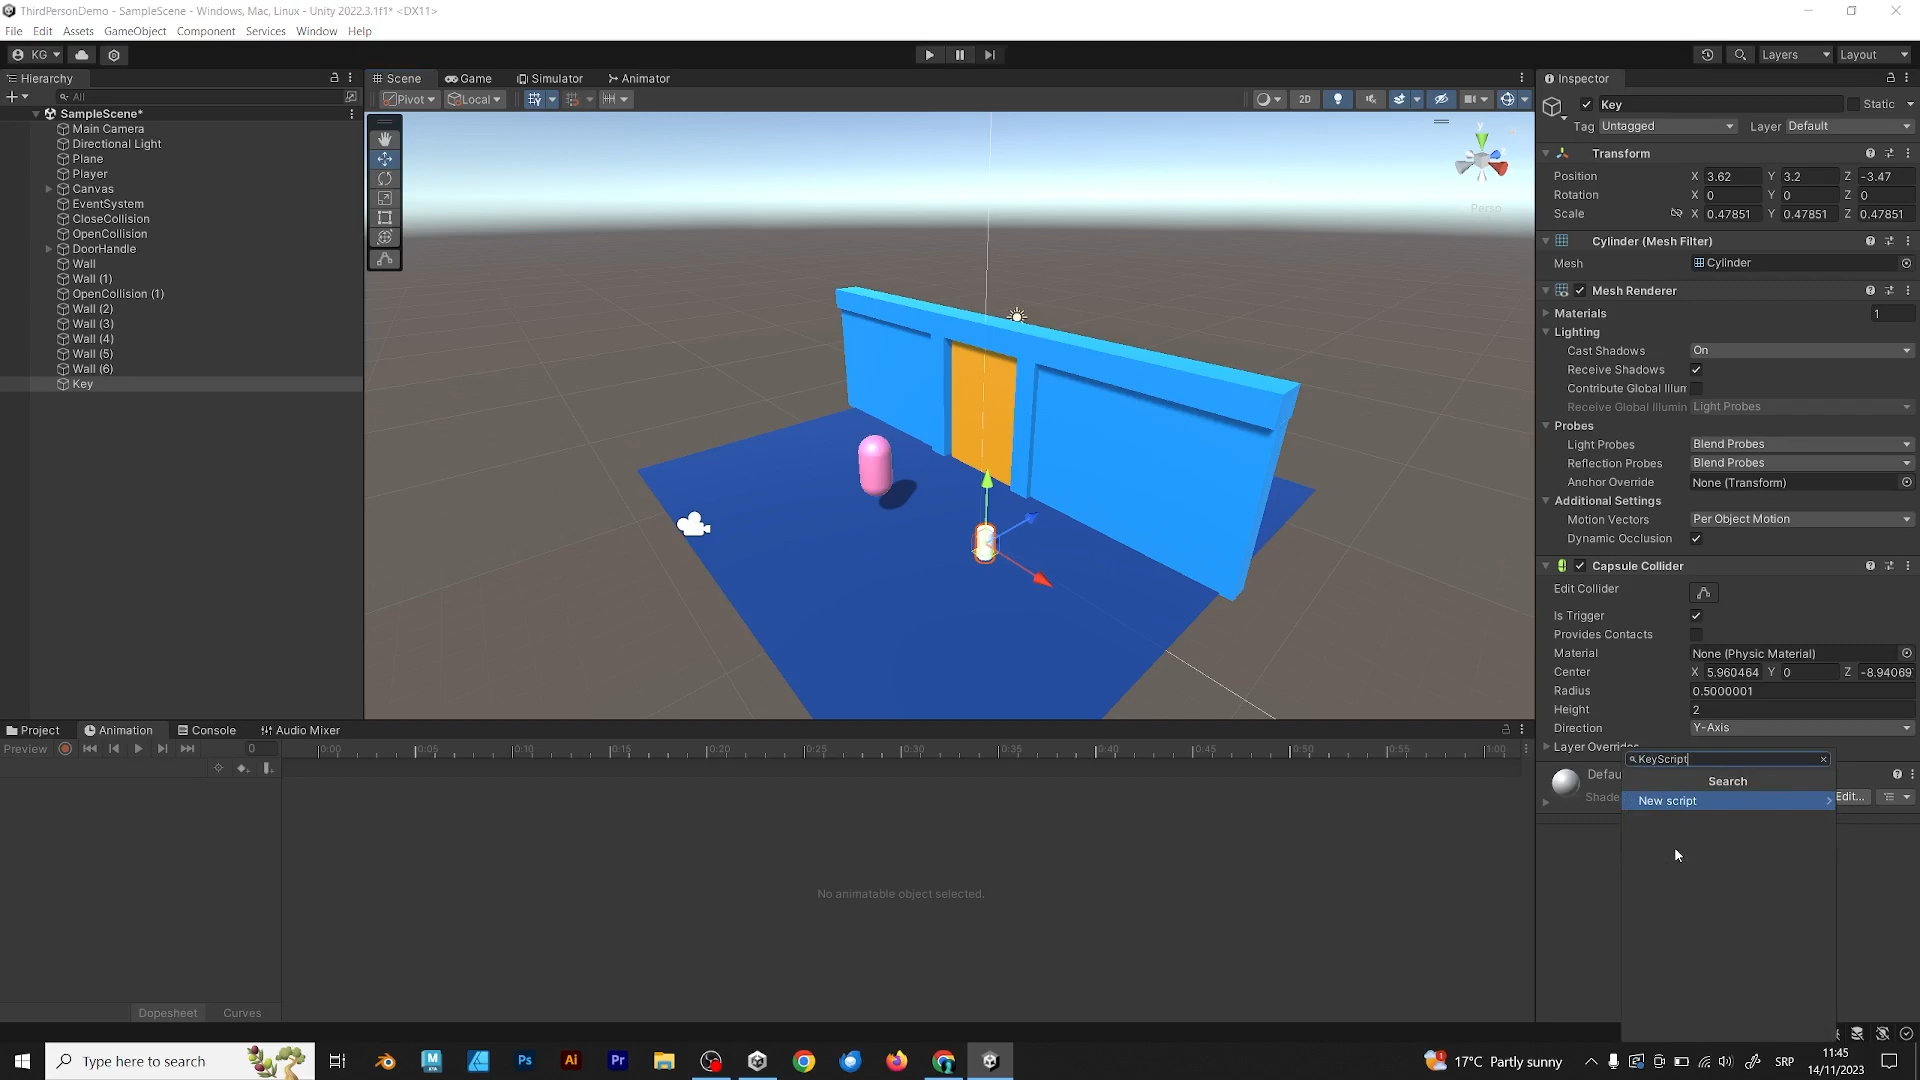 ThirdPersonDemo - SampleScene - Windows, Mac, Linux - Unity 2022.3.1f1* <DX11>
File Edit Assets GameObject Component Services Window Help
KG Layers Layout
Hierarchy
All
SampleScene*
Main Camera
Directional Light
Plane
Player
Canvas
EventSystem
CloseCollision
OpenCollision
DoorHandle
Wall
Wall (1)
OpenCollision (1)
Wall (2)
Wall (3)
Wall (4)
Wall (5)
Wall (6)
Key
Scene Game Simulator Animator
Pivot Local 2D
y
Persp
Inspector
Key Static
Tag Untagged Layer Default
Transform
Position X 3.62 Y 3.2 Z -3.47
Rotation X 0 Y 0 Z 0
Scale X 0.47851 Y 0.47851 Z 0.47851
Cylinder (Mesh Filter)
Mesh Cylinder
Mesh Renderer
Materials 1
Lighting
Cast Shadows On
Receive Shadows
Contribute Global Illum
Receive Global Illumin Light Probes
Probes
Light Probes Blend Probes
Reflection Probes Blend Probes
Anchor Override None (Transform)
Additional Settings
Motion Vectors Per Object Motion
Dynamic Occlusion
Capsule Collider
Edit Collider
Is Trigger
Provides Contacts
Material None (Physic Material)
Center X 5.960464 Y 0 Z -8.94069
Radius 0.5000001
Height 2
Direction Y-Axis
Layer Overrides
KeyScript
Search
New script
Defau
Shade Edit...
Project Animation Console Audio Mixer
Preview 0 0:00 0:05 0:10 0:15 0:20 0:25 0:30 0:35 0:40 0:45 0:50 0:55 1:00
No animatable object selected.
Dopesheet Curves
Type here to search
Ps Ai Pr
17°C Partly sunny
SRP
11:45
14/11/2023